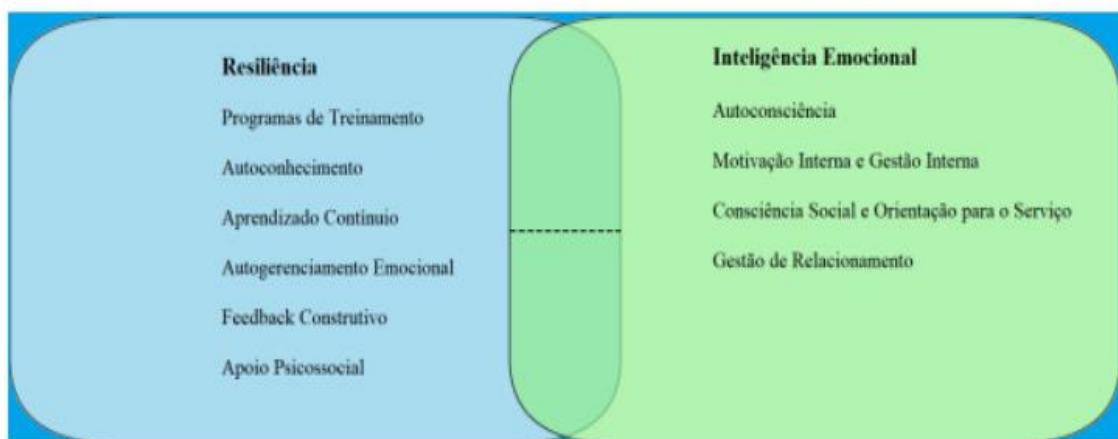 Resiliência
Programas de Treinamento
Autoconhecimento
Aprendizado Contínuio
Autogerenciamento Emocional
Feedback Construtivo
Apoio Psicossocial
Inteligência Emocional
Autoconsciência
Motivação Interna e Gestão Interna
Consciência Social e Orientação para o Serviço
Gestão de Relacionamento